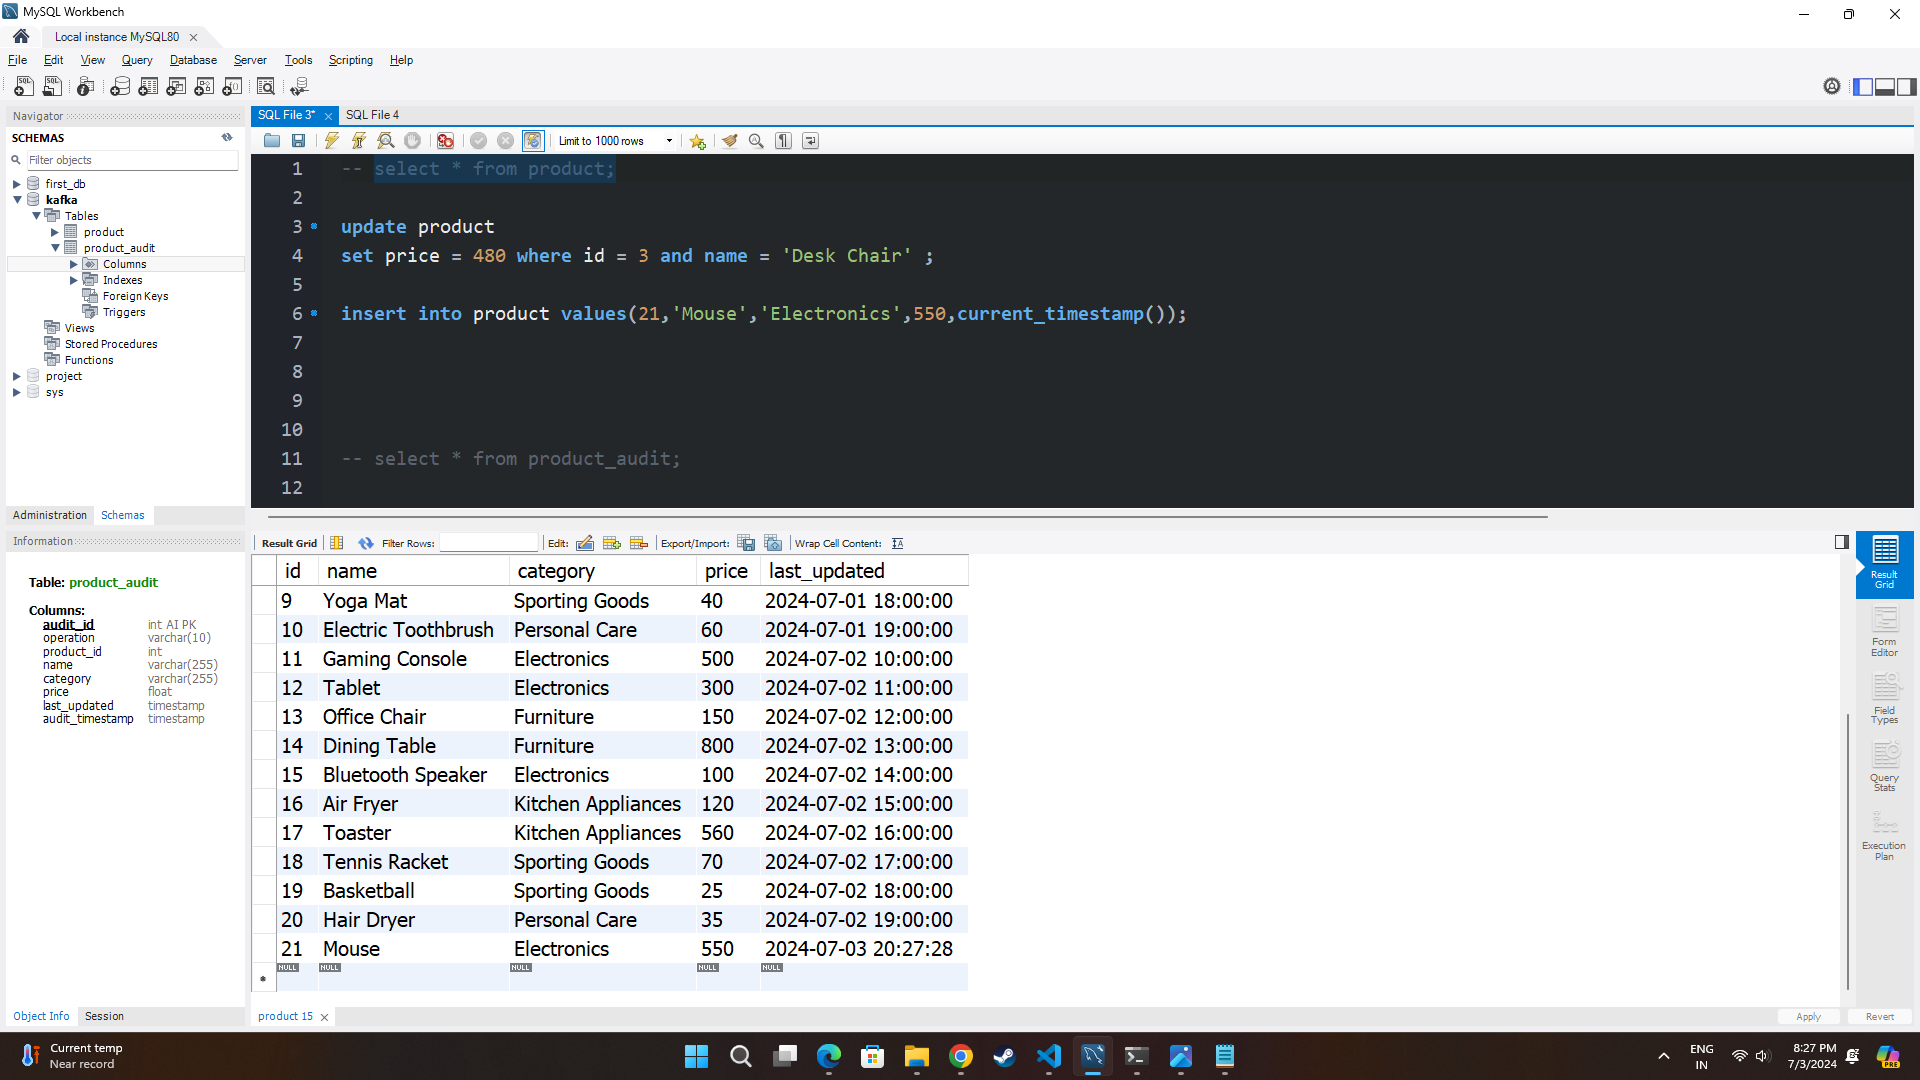 MySQL Workbench
Local instance MySQL80
File Edit View Query Database Server Tools Scripting Help
Navigator
SCHEMAS
Filter objects
first_db
kafka
Tables
product
product_audit
Columns
Indexes
Foreign Keys
Triggers
Views
Stored Procedures
Functions
project
sys
Administration Schemas
Information
Table: product_audit
Columns:
audit_id int AI PK
operation varchar(10)
product_id int
name varchar(255)
category varchar(255)
price float
last_updated timestamp
audit_timestamp timestamp
Object Info Session
SQL File 3* SQL File 4
Limit to 1000 rows
1 -- select * from product;
2
3 update product
4 set price = 480 where id = 3 and name = 'Desk Chair' ;
5
6 insert into product values(21,'Mouse','Electronics',550,current_timestamp());
7
8
9
10
11 -- select * from product_audit;
12
Result Grid Filter Rows: Edit: Export/Import: Wrap Cell Content:
id name category price last_updated
9 Yoga Mat Sporting Goods 40 2024-07-01 18:00:00
10 Electric Toothbrush Personal Care 60 2024-07-01 19:00:00
11 Gaming Console Electronics 500 2024-07-02 10:00:00
12 Tablet Electronics 300 2024-07-02 11:00:00
13 Office Chair Furniture 150 2024-07-02 12:00:00
14 Dining Table Furniture 800 2024-07-02 13:00:00
15 Bluetooth Speaker Electronics 100 2024-07-02 14:00:00
16 Air Fryer Kitchen Appliances 120 2024-07-02 15:00:00
17 Toaster Kitchen Appliances 560 2024-07-02 16:00:00
18 Tennis Racket Sporting Goods 70 2024-07-02 17:00:00
19 Basketball Sporting Goods 25 2024-07-02 18:00:00
20 Hair Dryer Personal Care 35 2024-07-02 19:00:00
21 Mouse Electronics 550 2024-07-03 20:27:28
NULL NULL NULL NULL NULL
product 15
Apply Revert
Result
Grid
Form
Editor
Field
Types
Query
Stats
Execution
Plan
Current temp
Near record
ENG
IN
8:27 PM
7/3/2024
PRE